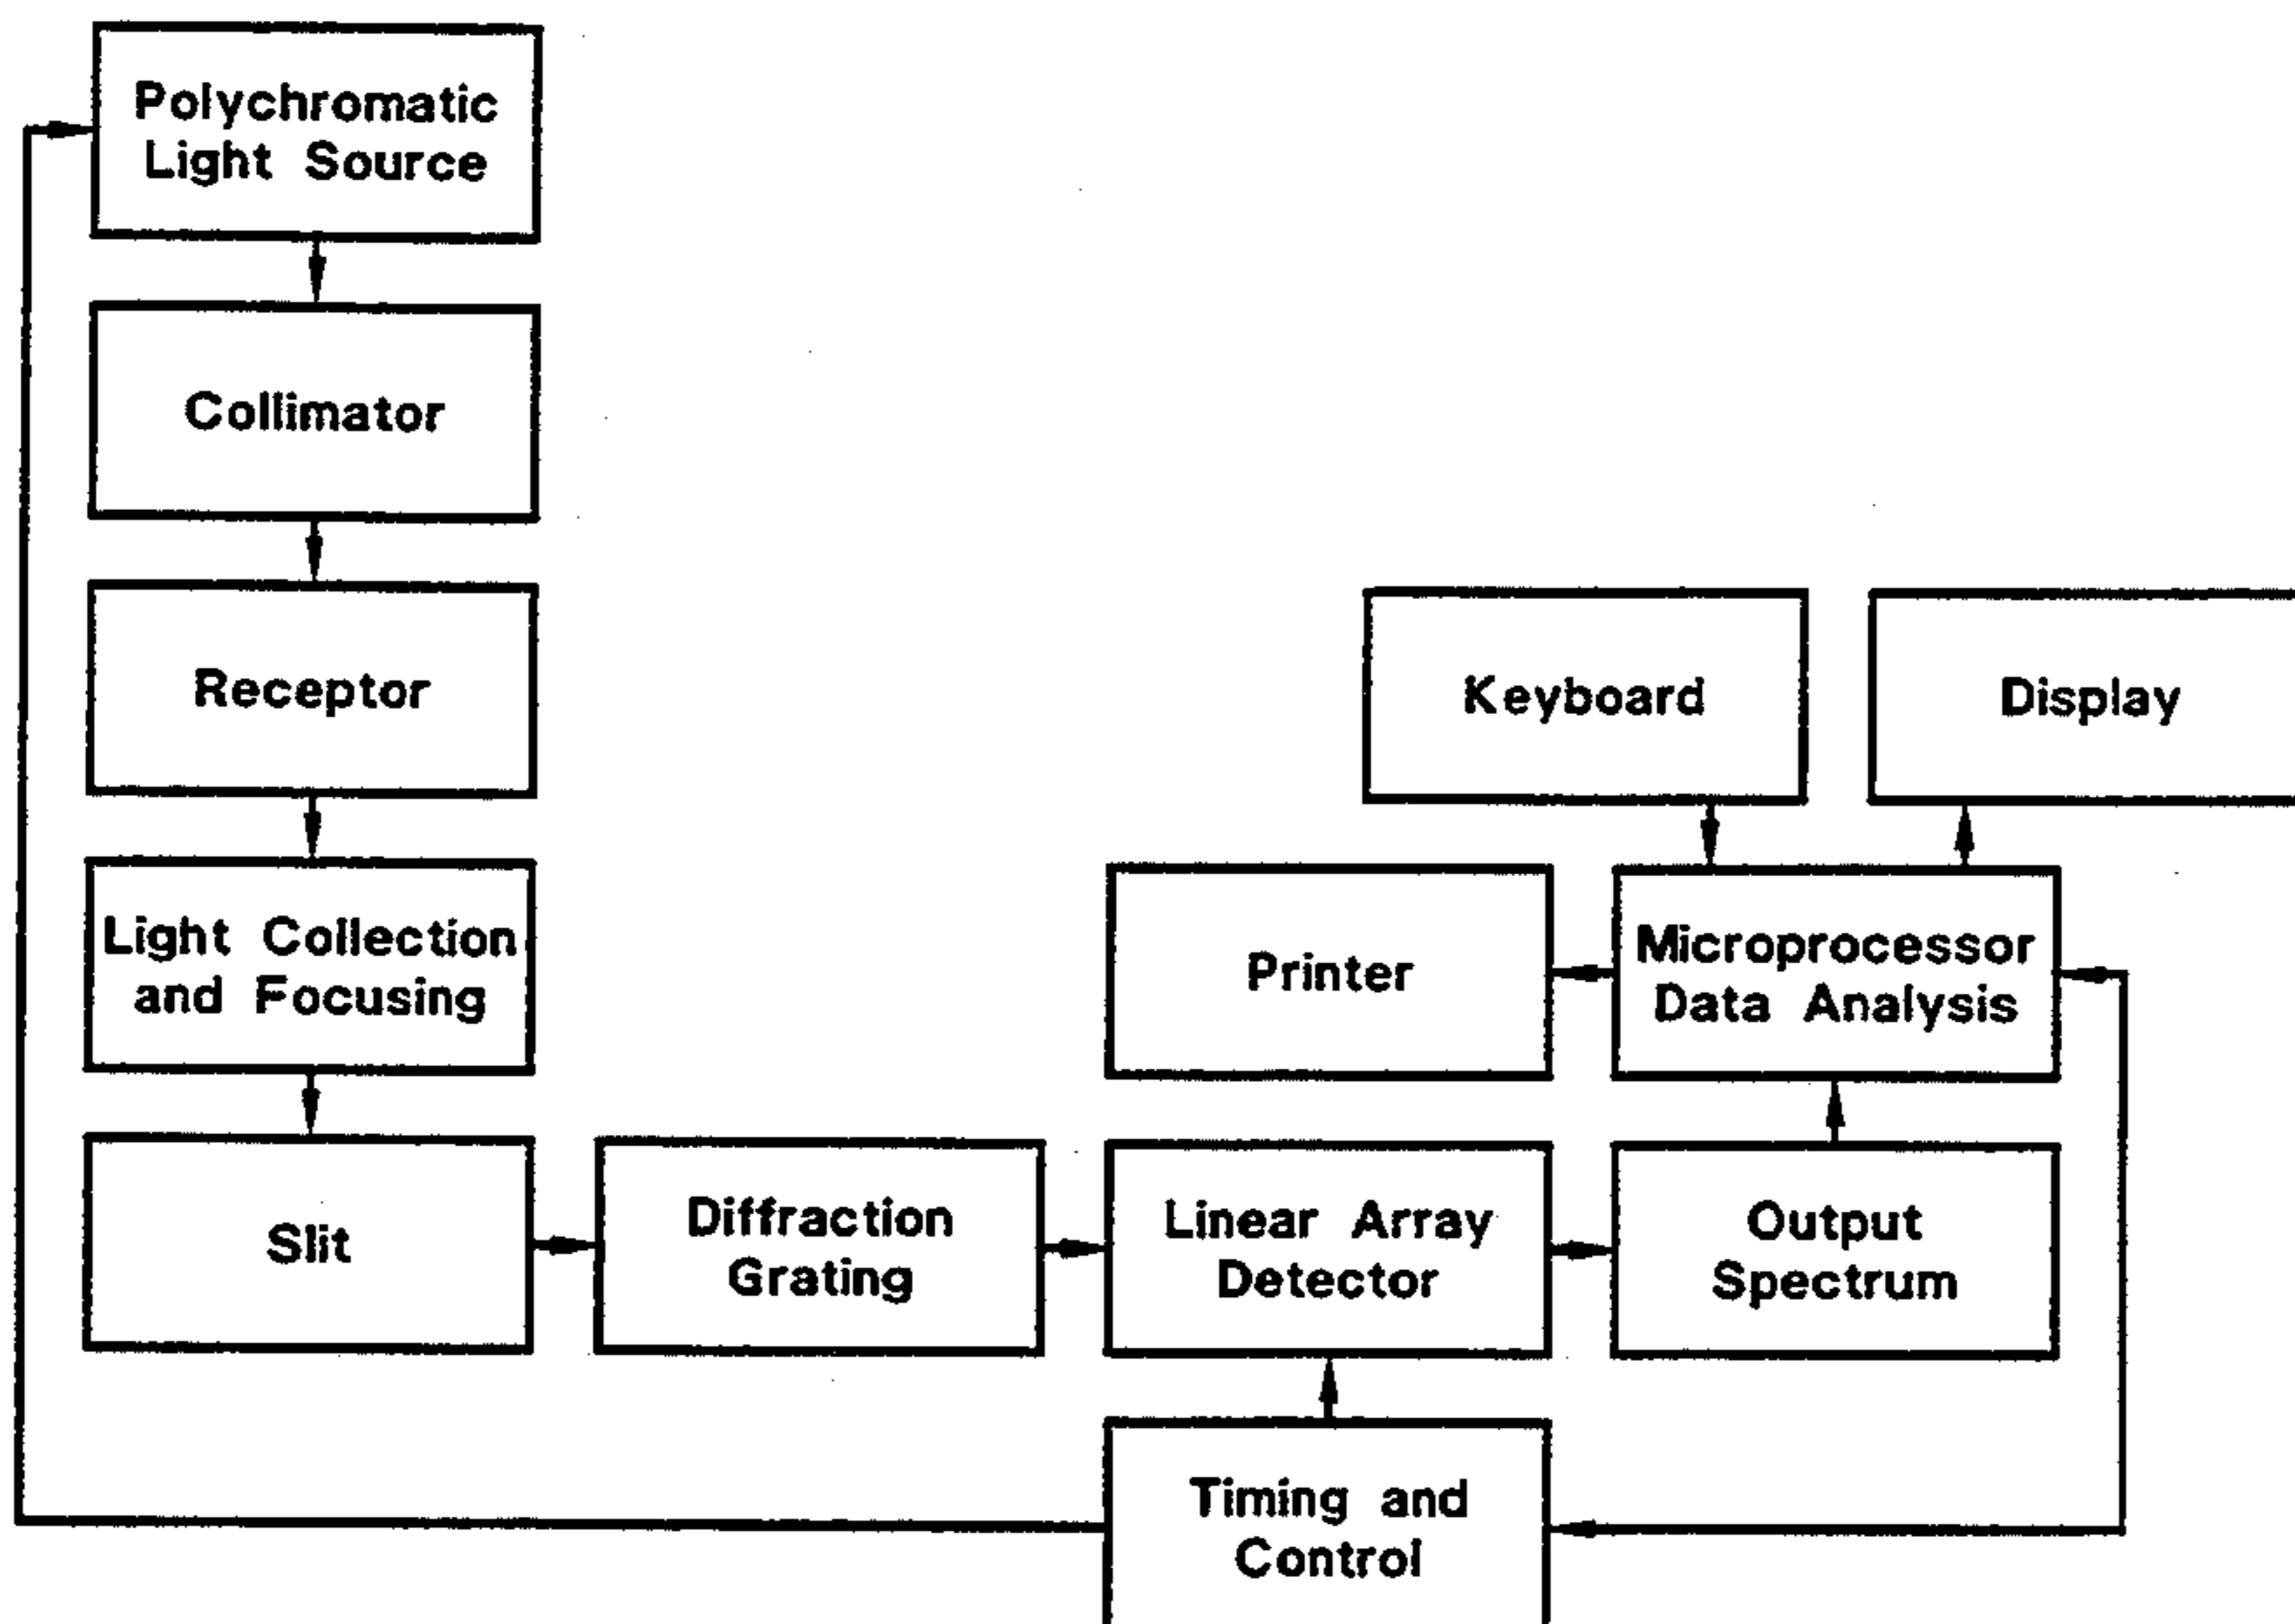 Polychromatic
Light Source
Collimator
Receptor
Keyboard
Display
Light Collection
and Focusing
Printer
Microprocessor
Data Analysis
Slit
Diffraction
Grating
Linear Array
Detector
Output
Spectrum
Timing and
Control